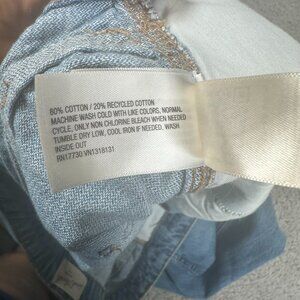 80% COTTON / 20% RECYCLED COTTON
MACHINE WASH COLD WITH LIKE COLORS, NORMAL
CYCLE, ONLY NON CHLORINE BLEACH WHEN NEEDED
TUMBLE DRY LOW, COOL IRON IF NEEDED, WASH
INSIDE OUT
RN17730 VN1318131